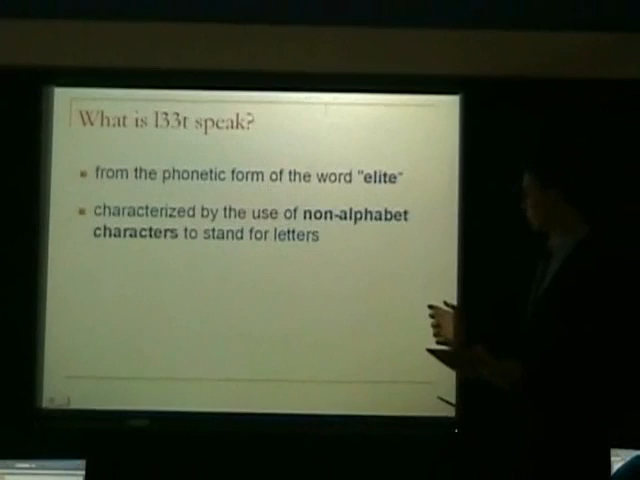 What is l33t speak?
from the phonetic form of the word "elite"
characterized by the use of non-alphabet
characters to stand for letters